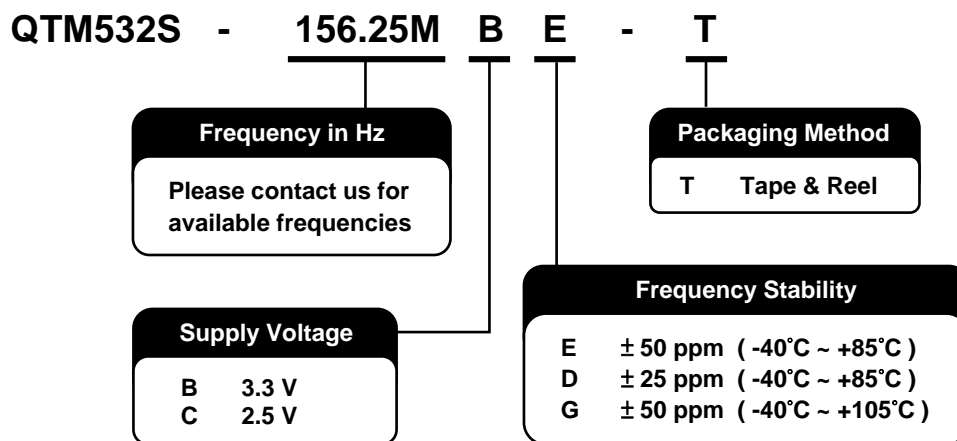 QTM532S - 156.25M B E - T
Frequency in Hz
Please contact us for
available frequencies
Packaging Method
T Tape & Reel
Supply Voltage
B 3.3 V
C 2.5 V
Frequency Stability
E ± 50 ppm ( -40°C ~ +85°C )
D ± 25 ppm ( -40°C ~ +85°C )
G ± 50 ppm ( -40°C ~ +105°C )